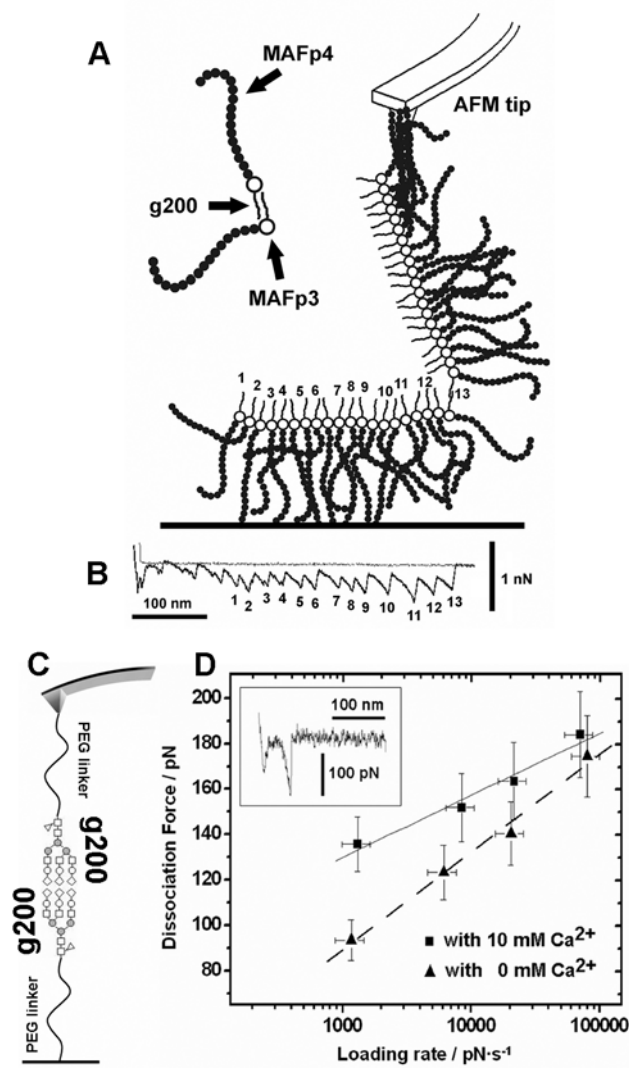 A
MAFp4
AFM tip
g200
MAFp3
1 2 3 4 5 6 7 8 9 10 11 12 13
B
1 nN
1 2 3 4 5 6 7 8 9 10 11 12 13
100 nm
C
PEG linker
g200
g200
PEG linker
D
200
180
160
140
120
100
80
Dissociation Force / pN
100 nm
100 pN
■ with 10 mM Ca²⁺
▲ with 0 mM Ca²⁺
1000 10000 100000
Loading rate / pN·s⁻¹